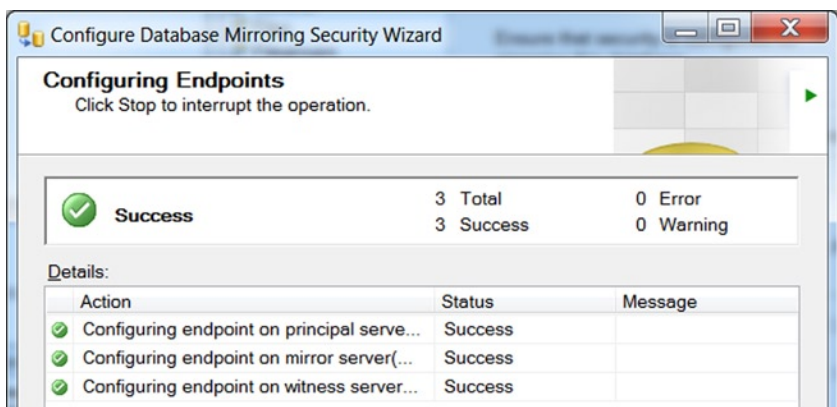 Configure Database Mirroring Security Wizard
Configuring Endpoints
Click Stop to interrupt the operation.
Success
3 Total
0 Error
3 Success
0 Warning
Details:
Action Status Message
Configuring endpoint on principal serve... Success
Configuring endpoint on mirror server(... Success
Configuring endpoint on witness server... Success